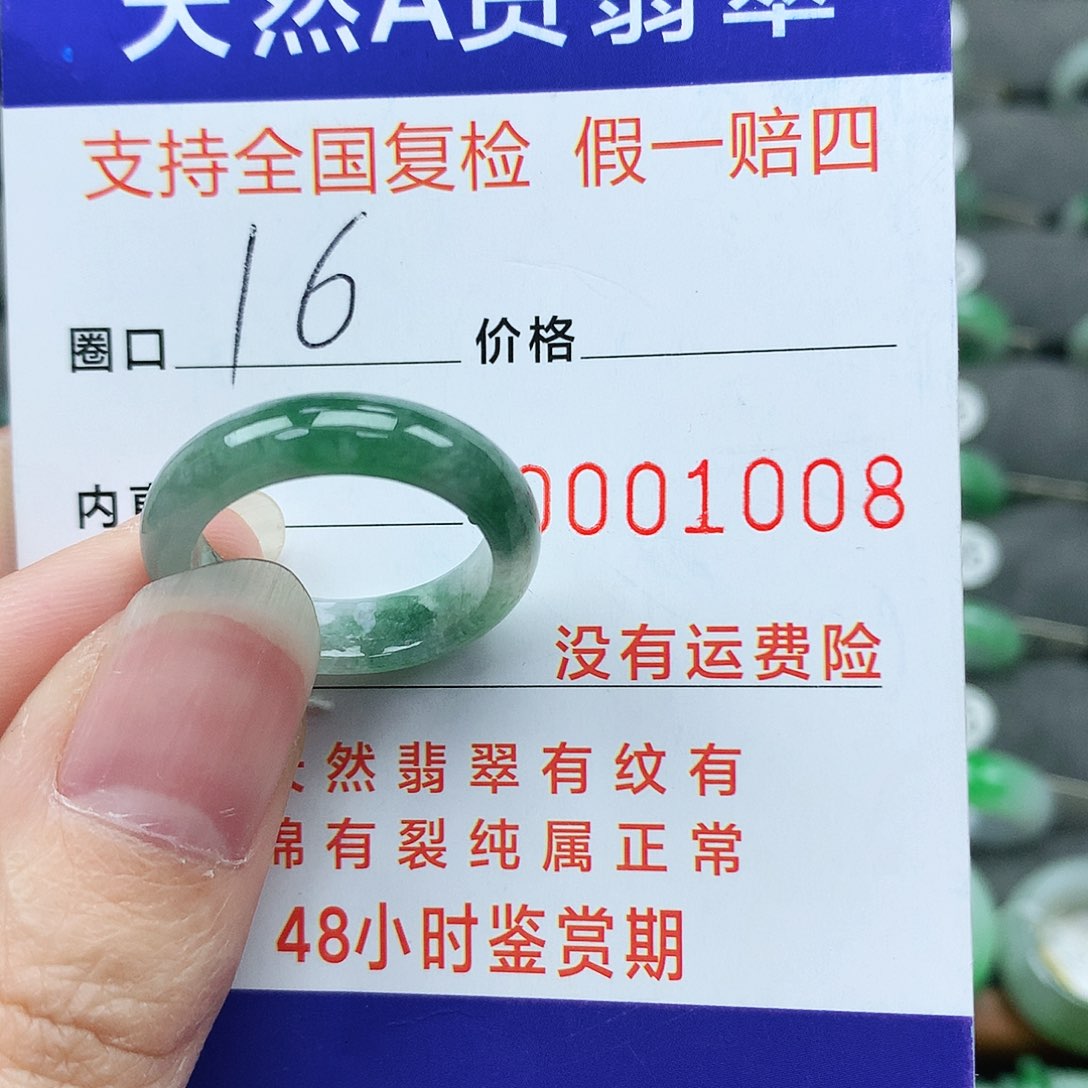 天然A货翡翠
支持全国复检 假一赔四
圈口 16 价格
内 0001008
没有运费险
天然翡翠有纹有
棉有裂纯属正常
48小时鉴赏期